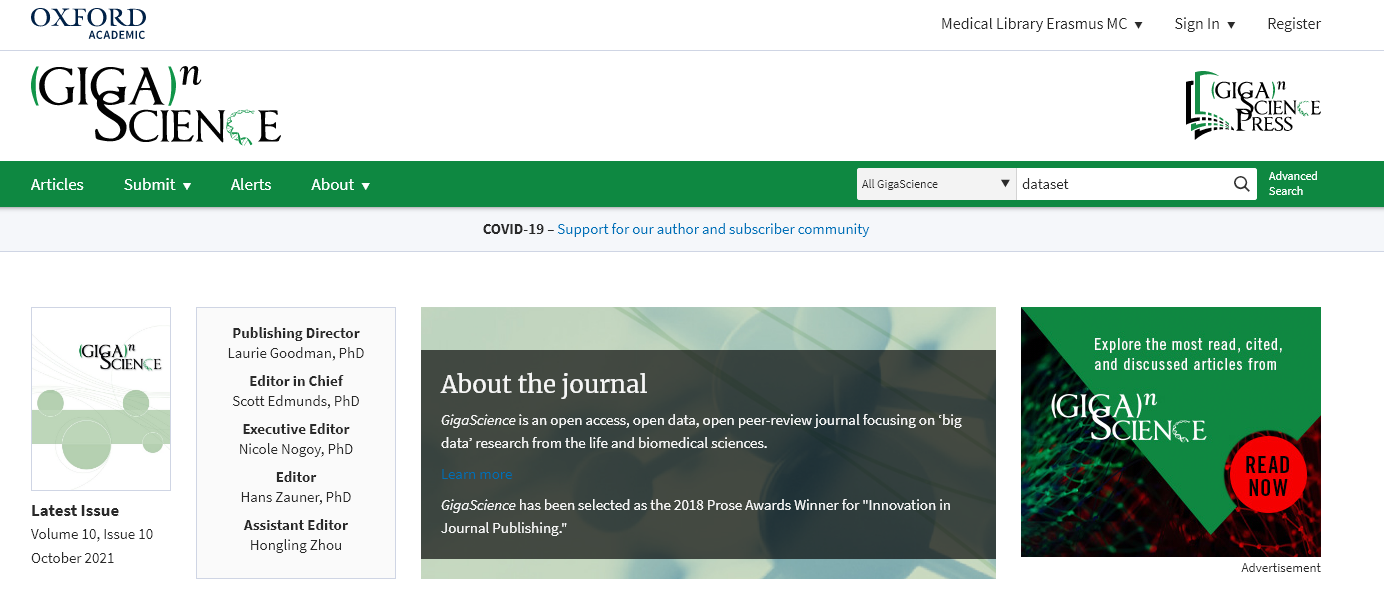 OXFORD
ACADEMIC
Medical Library Erasmus MC ▼ Sign In ▼ Register
(GIGA)n
SCIENCE
(GIGA)n
SCIENCE
PRESS
Articles Submit ▼ Alerts About ▼
All GigaScience ▼ dataset
Advanced
Search
COVID-19 – Support for our author and subscriber community
(GIGA)n
SCIENCE
Latest Issue
Volume 10, Issue 10
October 2021
Publishing Director
Laurie Goodman, PhD
Editor in Chief
Scott Edmunds, PhD
Executive Editor
Nicole Nogoy, PhD
Editor
Hans Zauner, PhD
Assistant Editor
Hongling Zhou
About the journal
GigaScience is an open access, open data, open peer-review journal focusing on ‘big
data’ research from the life and biomedical sciences.
Learn more
GigaScience has been selected as the 2018 Prose Awards Winner for "Innovation in
Journal Publishing."
Explore the most read, cited,
and discussed articles from
(GIGA)n
SCIENCE
READ
NOW
Advertisement